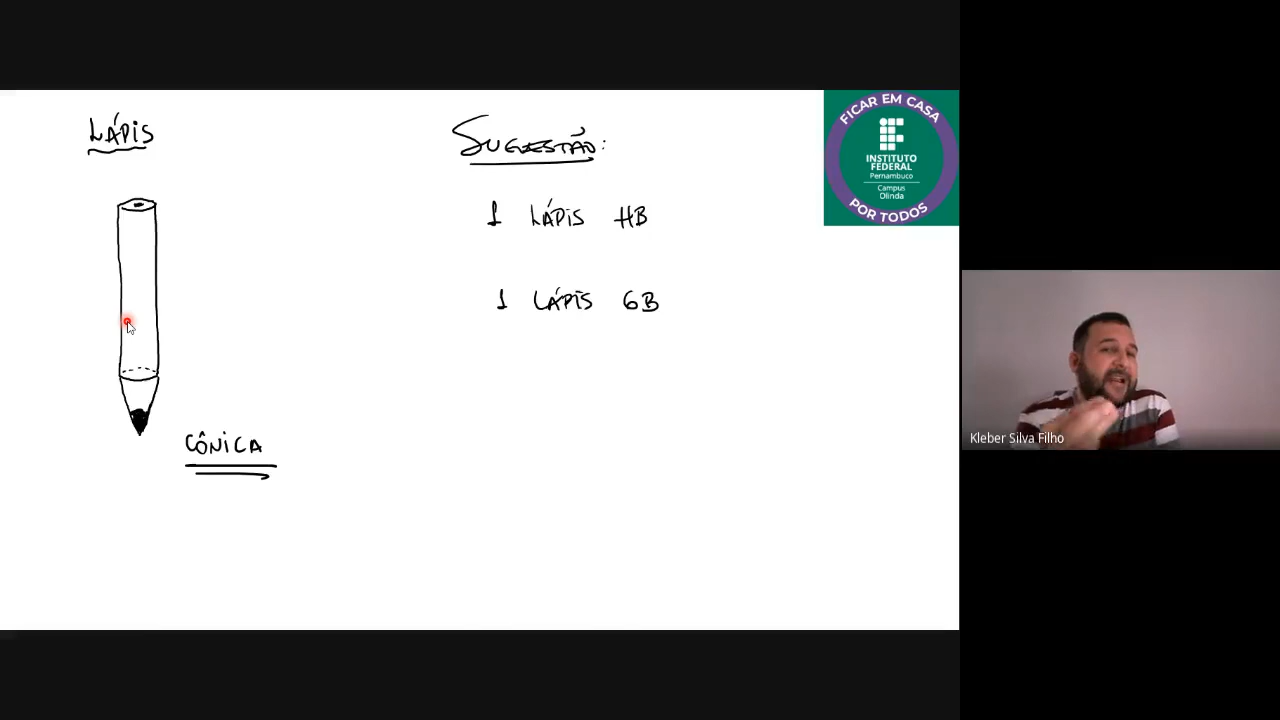 LÁPIS
SUGESTÃO:
1 LÁPIS HB
1 LÁPIS 6B
CÔNICA
FICAR EM CASA
INSTITUTO
FEDERAL
Pernambuco
Campus
Olinda
POR TODOS
Kleber Silva Filho